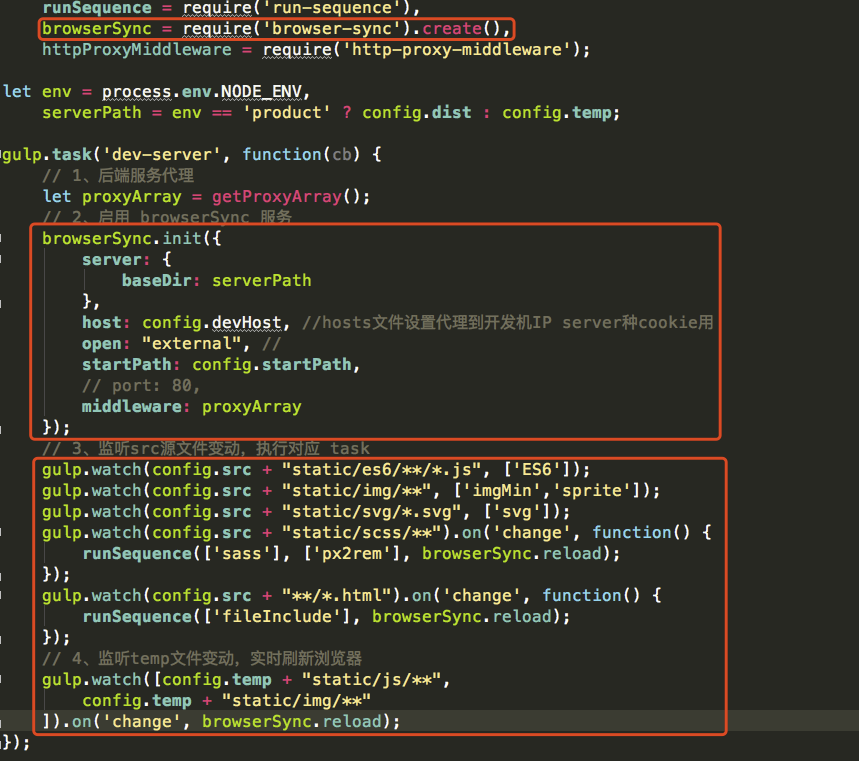 runSequence = require('run-sequence'),
browserSync = require('browser-sync').create(),
httpProxyMiddleware = require('http-proxy-middleware');
let env = process.env.NODE_ENV,
serverPath = env == 'product' ? config.dist : config.temp;
gulp.task('dev-server', function(cb) {
// 1、后端服务代理
let proxyArray = getProxyArray();
// 2、启用 browserSync 服务
browserSync.init({
server: {
baseDir: serverPath
},
host: config.devHost, //hosts文件设置代理到开发机IP server种cookie用
open: "external", //
startPath: config.startPath,
// port: 80,
middleware: proxyArray
});
// 3、监听src源文件变动，执行对应 task
gulp.watch(config.src + "static/es6/**/*.js", ['ES6']);
gulp.watch(config.src + "static/img/**", ['imgMin','sprite']);
gulp.watch(config.src + "static/svg/*.svg", ['svg']);
gulp.watch(config.src + "static/scss/**").on('change', function() {
runSequence(['sass'], ['px2rem'], browserSync.reload);
});
gulp.watch(config.src + "**/*.html").on('change', function() {
runSequence(['fileInclude'], browserSync.reload);
});
// 4、监听temp文件变动，实时刷新浏览器
gulp.watch([config.temp + "static/js/**",
config.temp + "static/img/**"
]).on('change', browserSync.reload);
});